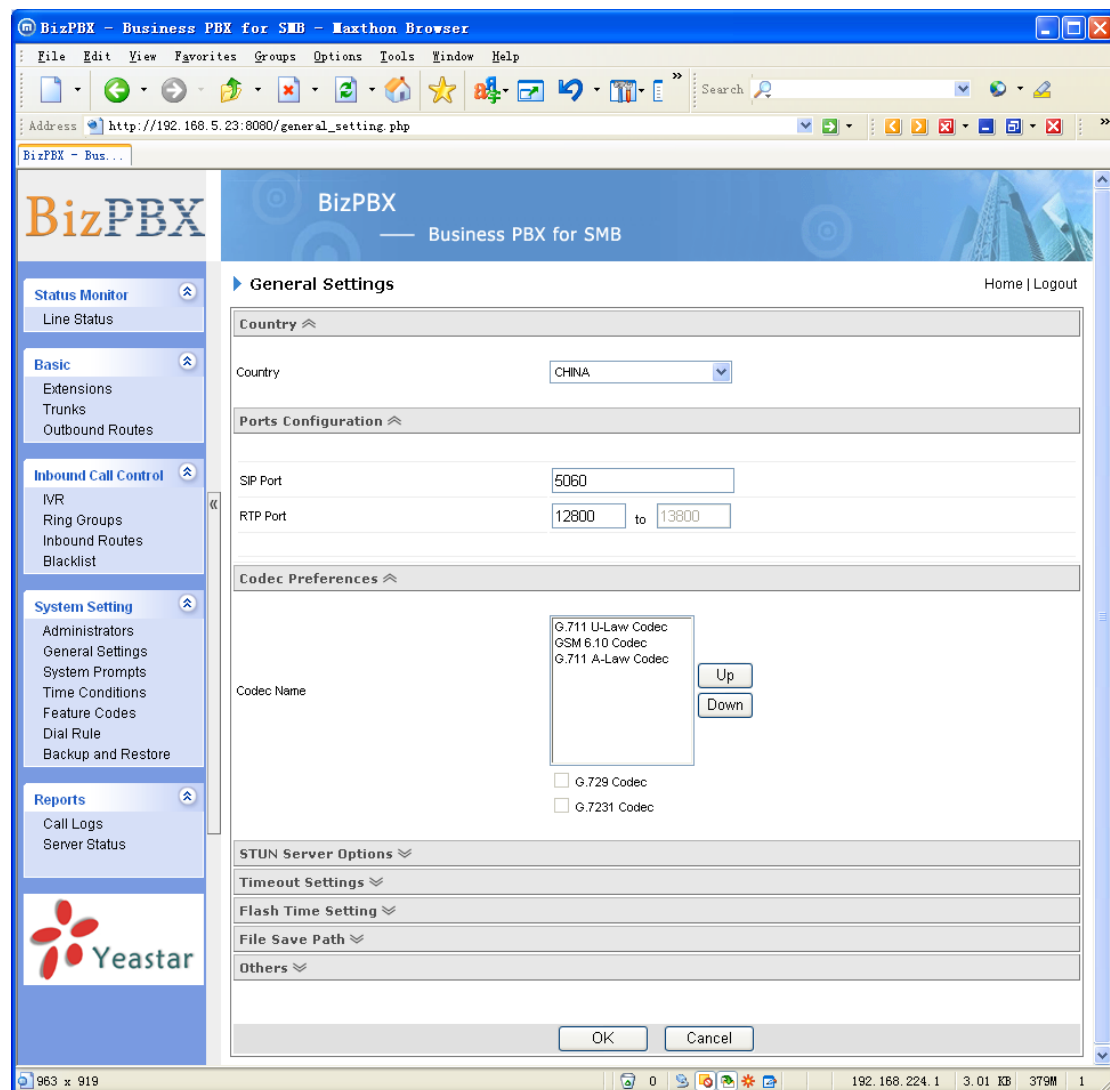 BizPBX - Business PBX for SMB - Maxthon Browser
File Edit View Favorites Groups Options Tools Window Help
Search
Address http://192.168.5.23:8080/general_setting.php
BizPBX - Bus...
BizPBX
BizPBX
—— Business PBX for SMB
General Settings
Home | Logout
Status Monitor
Line Status
Basic
Extensions
Trunks
Outbound Routes
Inbound Call Control
IVR
Ring Groups
Inbound Routes
Blacklist
System Setting
Administrators
General Settings
System Prompts
Time Conditions
Feature Codes
Dial Rule
Backup and Restore
Reports
Call Logs
Server Status
Yeastar
Country
Country CHINA
Ports Configuration
SIP Port 5060
RTP Port 12800 to 13800
Codec Preferences
Codec Name
G.711 U-Law Codec
GSM 6.10 Codec
G.711 A-Law Codec
Up
Down
G.729 Codec
G.7231 Codec
STUN Server Options
Timeout Settings
Flash Time Setting
File Save Path
Others
OK Cancel
963 x 919 0 192.168.224.1 3.01 KB 379M 1